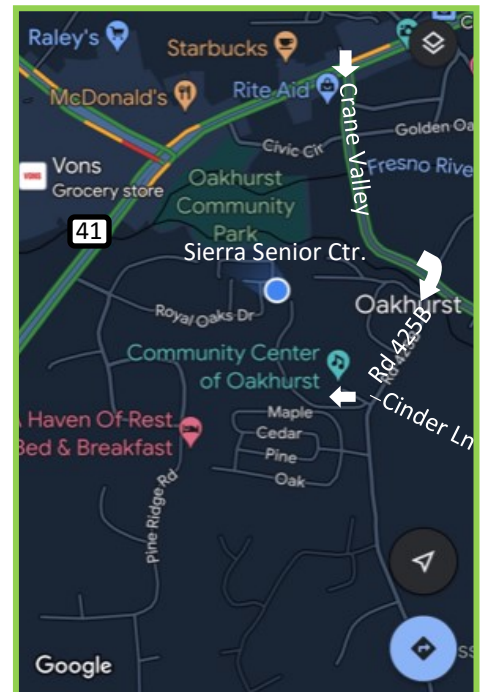 Raley's
Starbucks
McDonald's
Rite Aid
Crane Valley
Golden Oa
Civic Cir
Fresno Rive
VONS
Vons
Grocery store
Oakhurst
Community
Park
41
Sierra Senior Ctr.
Oakhurst
Royal Oaks Dr
Rd 425B
Rd 425B
Community Center
of Oakhurst
Cinder Ln
Maple
Cedar
Pine
Oak
A Haven Of Rest
Bed & Breakfast
Pine Ridge Rd
Google